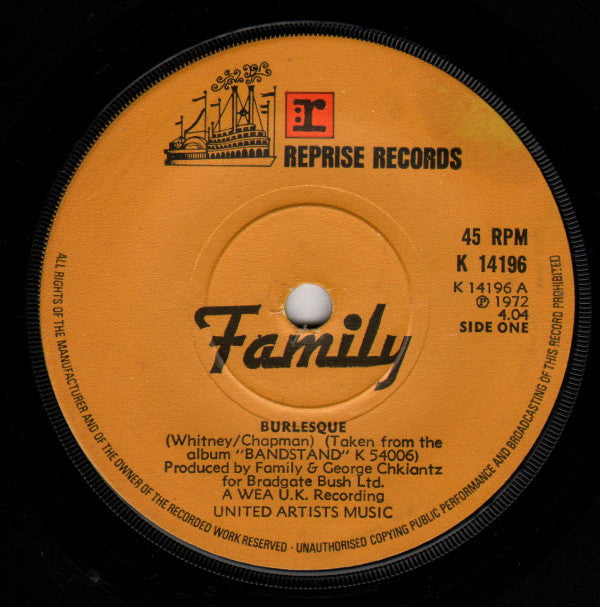 r
REPRISE RECORDS
45 RPM
K 14196
K 14196 A
℗ 1972
4.04
SIDE ONE
Family
BURLESQUE
(Whitney/Chapman) (Taken from the
album "BANDSTAND" K 54006)
Produced by Family & George Chkiantz
for Bradgate Bush Ltd.
A WEA U.K. Recording
UNITED ARTISTS MUSIC
ALL RIGHTS OF THE MANUFACTURER AND OF THE OWNER OF THE RECORDED WORK RESERVED · UNAUTHORISED COPYING PUBLIC PERFORMANCE AND BROADCASTING OF THIS RECORD PROHIBITED